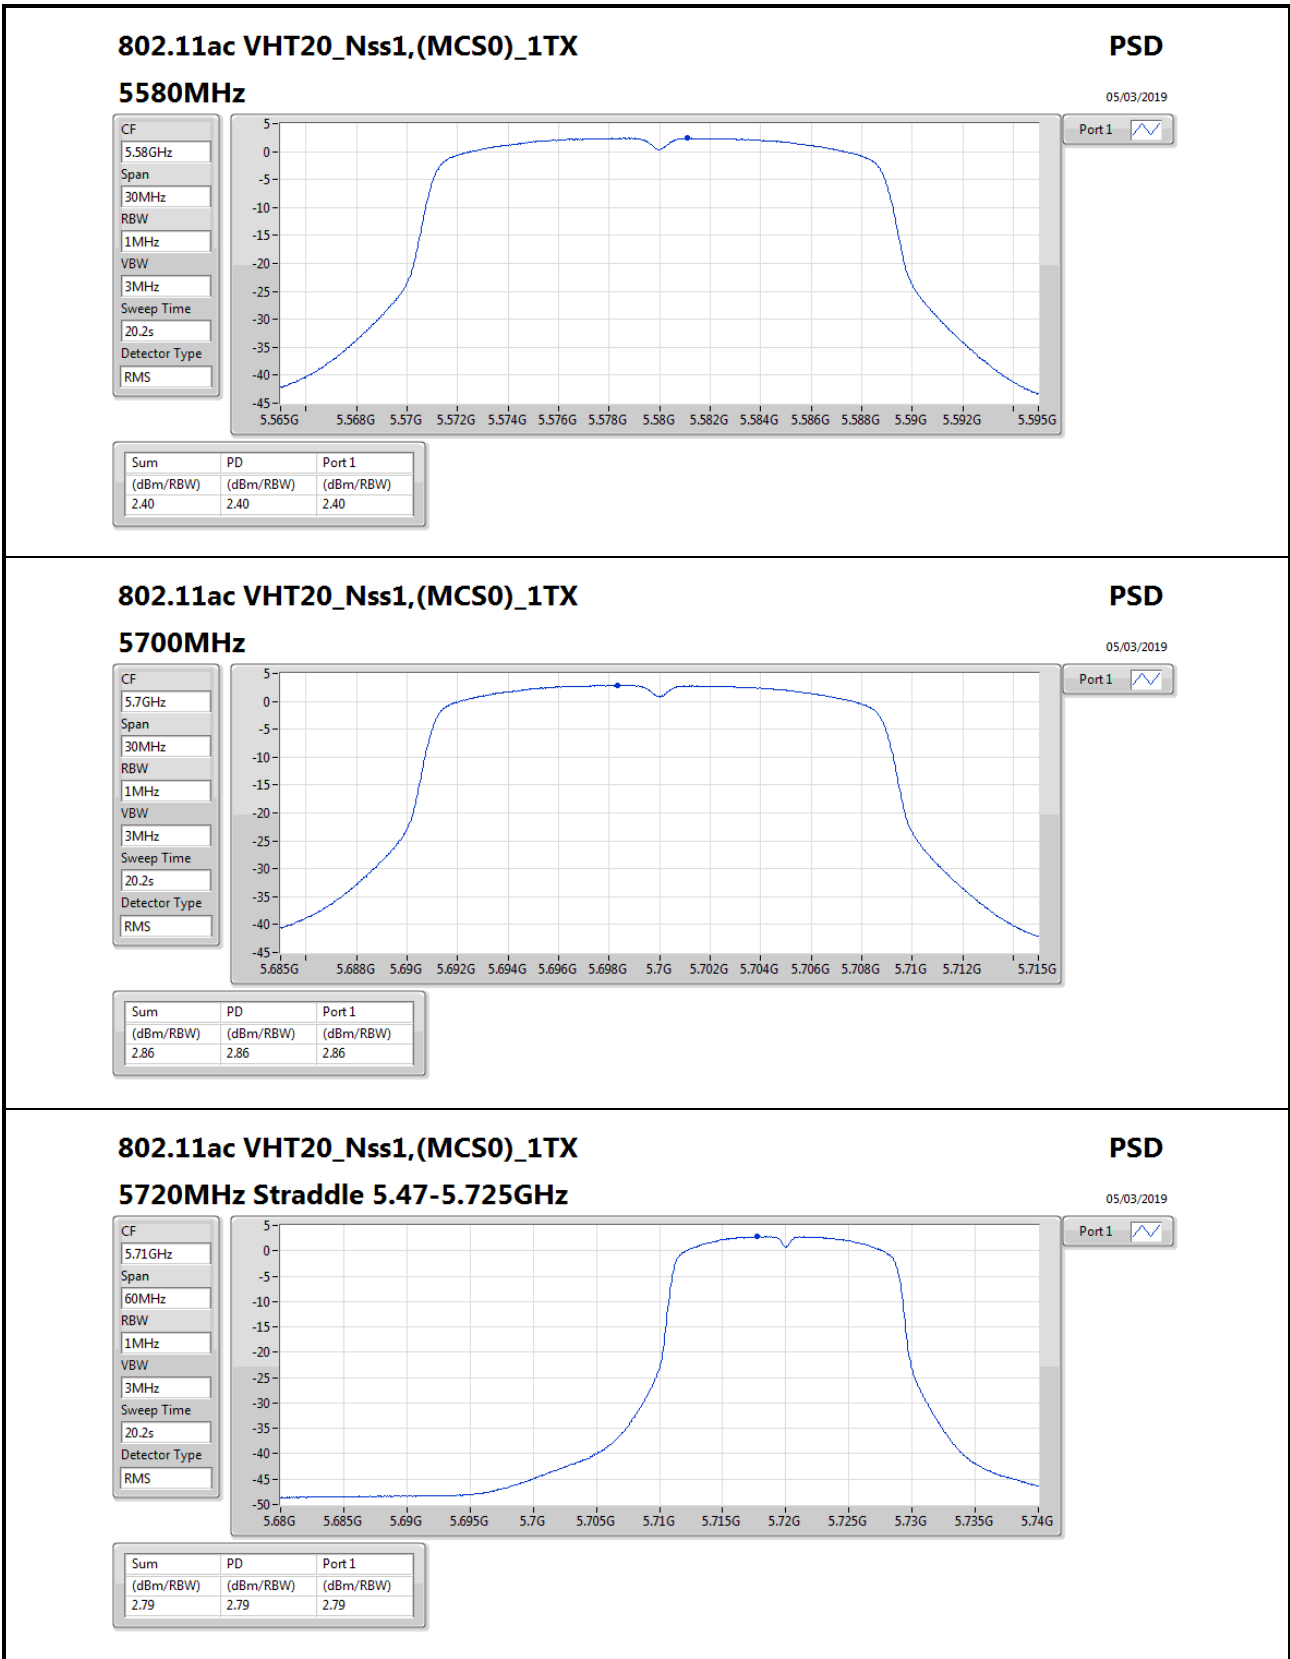 802.11ac VHT20_Nss1,(MCS0)_1TX PSD
5580MHz 05/03/2019
CF
5.58GHz
Span
30MHz
RBW
1MHz
VBW
3MHz
Sweep Time
20.2s
Detector Type
RMS
5
0
-5
-10
-15
-20
-25
-30
-35
-40
-45
5.565G 5.568G 5.57G 5.572G 5.574G 5.576G 5.578G 5.58G 5.582G 5.584G 5.586G 5.588G 5.59G 5.592G 5.595G
Port 1
Sum PD Port 1
(dBm/RBW) (dBm/RBW) (dBm/RBW)
2.40 2.40 2.40
802.11ac VHT20_Nss1,(MCS0)_1TX PSD
5700MHz 05/03/2019
CF
5.7GHz
Span
30MHz
RBW
1MHz
VBW
3MHz
Sweep Time
20.2s
Detector Type
RMS
5
0
-5
-10
-15
-20
-25
-30
-35
-40
-45
5.685G 5.688G 5.69G 5.692G 5.694G 5.696G 5.698G 5.7G 5.702G 5.704G 5.706G 5.708G 5.71G 5.712G 5.715G
Port 1
Sum PD Port 1
(dBm/RBW) (dBm/RBW) (dBm/RBW)
2.86 2.86 2.86
802.11ac VHT20_Nss1,(MCS0)_1TX PSD
5720MHz Straddle 5.47-5.725GHz 05/03/2019
CF
5.71GHz
Span
60MHz
RBW
1MHz
VBW
3MHz
Sweep Time
20.2s
Detector Type
RMS
5
0
-5
-10
-15
-20
-25
-30
-35
-40
-45
-50
5.68G 5.685G 5.69G 5.695G 5.7G 5.705G 5.71G 5.715G 5.72G 5.725G 5.73G 5.735G 5.74G
Port 1
Sum PD Port 1
(dBm/RBW) (dBm/RBW) (dBm/RBW)
2.79 2.79 2.79